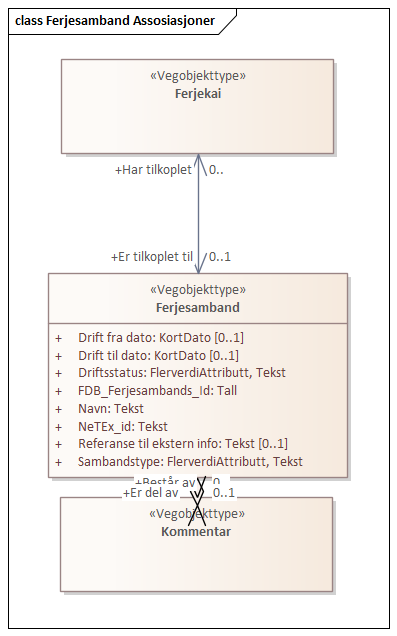 class Ferjesamband Assosiasjoner
«Vegobjekttype»
Ferjekai
+Har tilkoplet 0..
+Er tilkoplet til 0..1
«Vegobjekttype»
Ferjesamband
+ Drift fra dato: KortDato [0..1]
+ Drift til dato: KortDato [0..1]
+ Driftsstatus: FlerverdiAttributt, Tekst
+ FDB_Ferjesambands_Id: Tall
+ Navn: Tekst
+ NeTEx_id: Tekst
+ Referanse til ekstern info: Tekst [0..1]
+ Sambandstype: FlerverdiAttributt, Tekst
+Består av 0..
+Er del av 0..1
«Vegobjekttype»
Kommentar